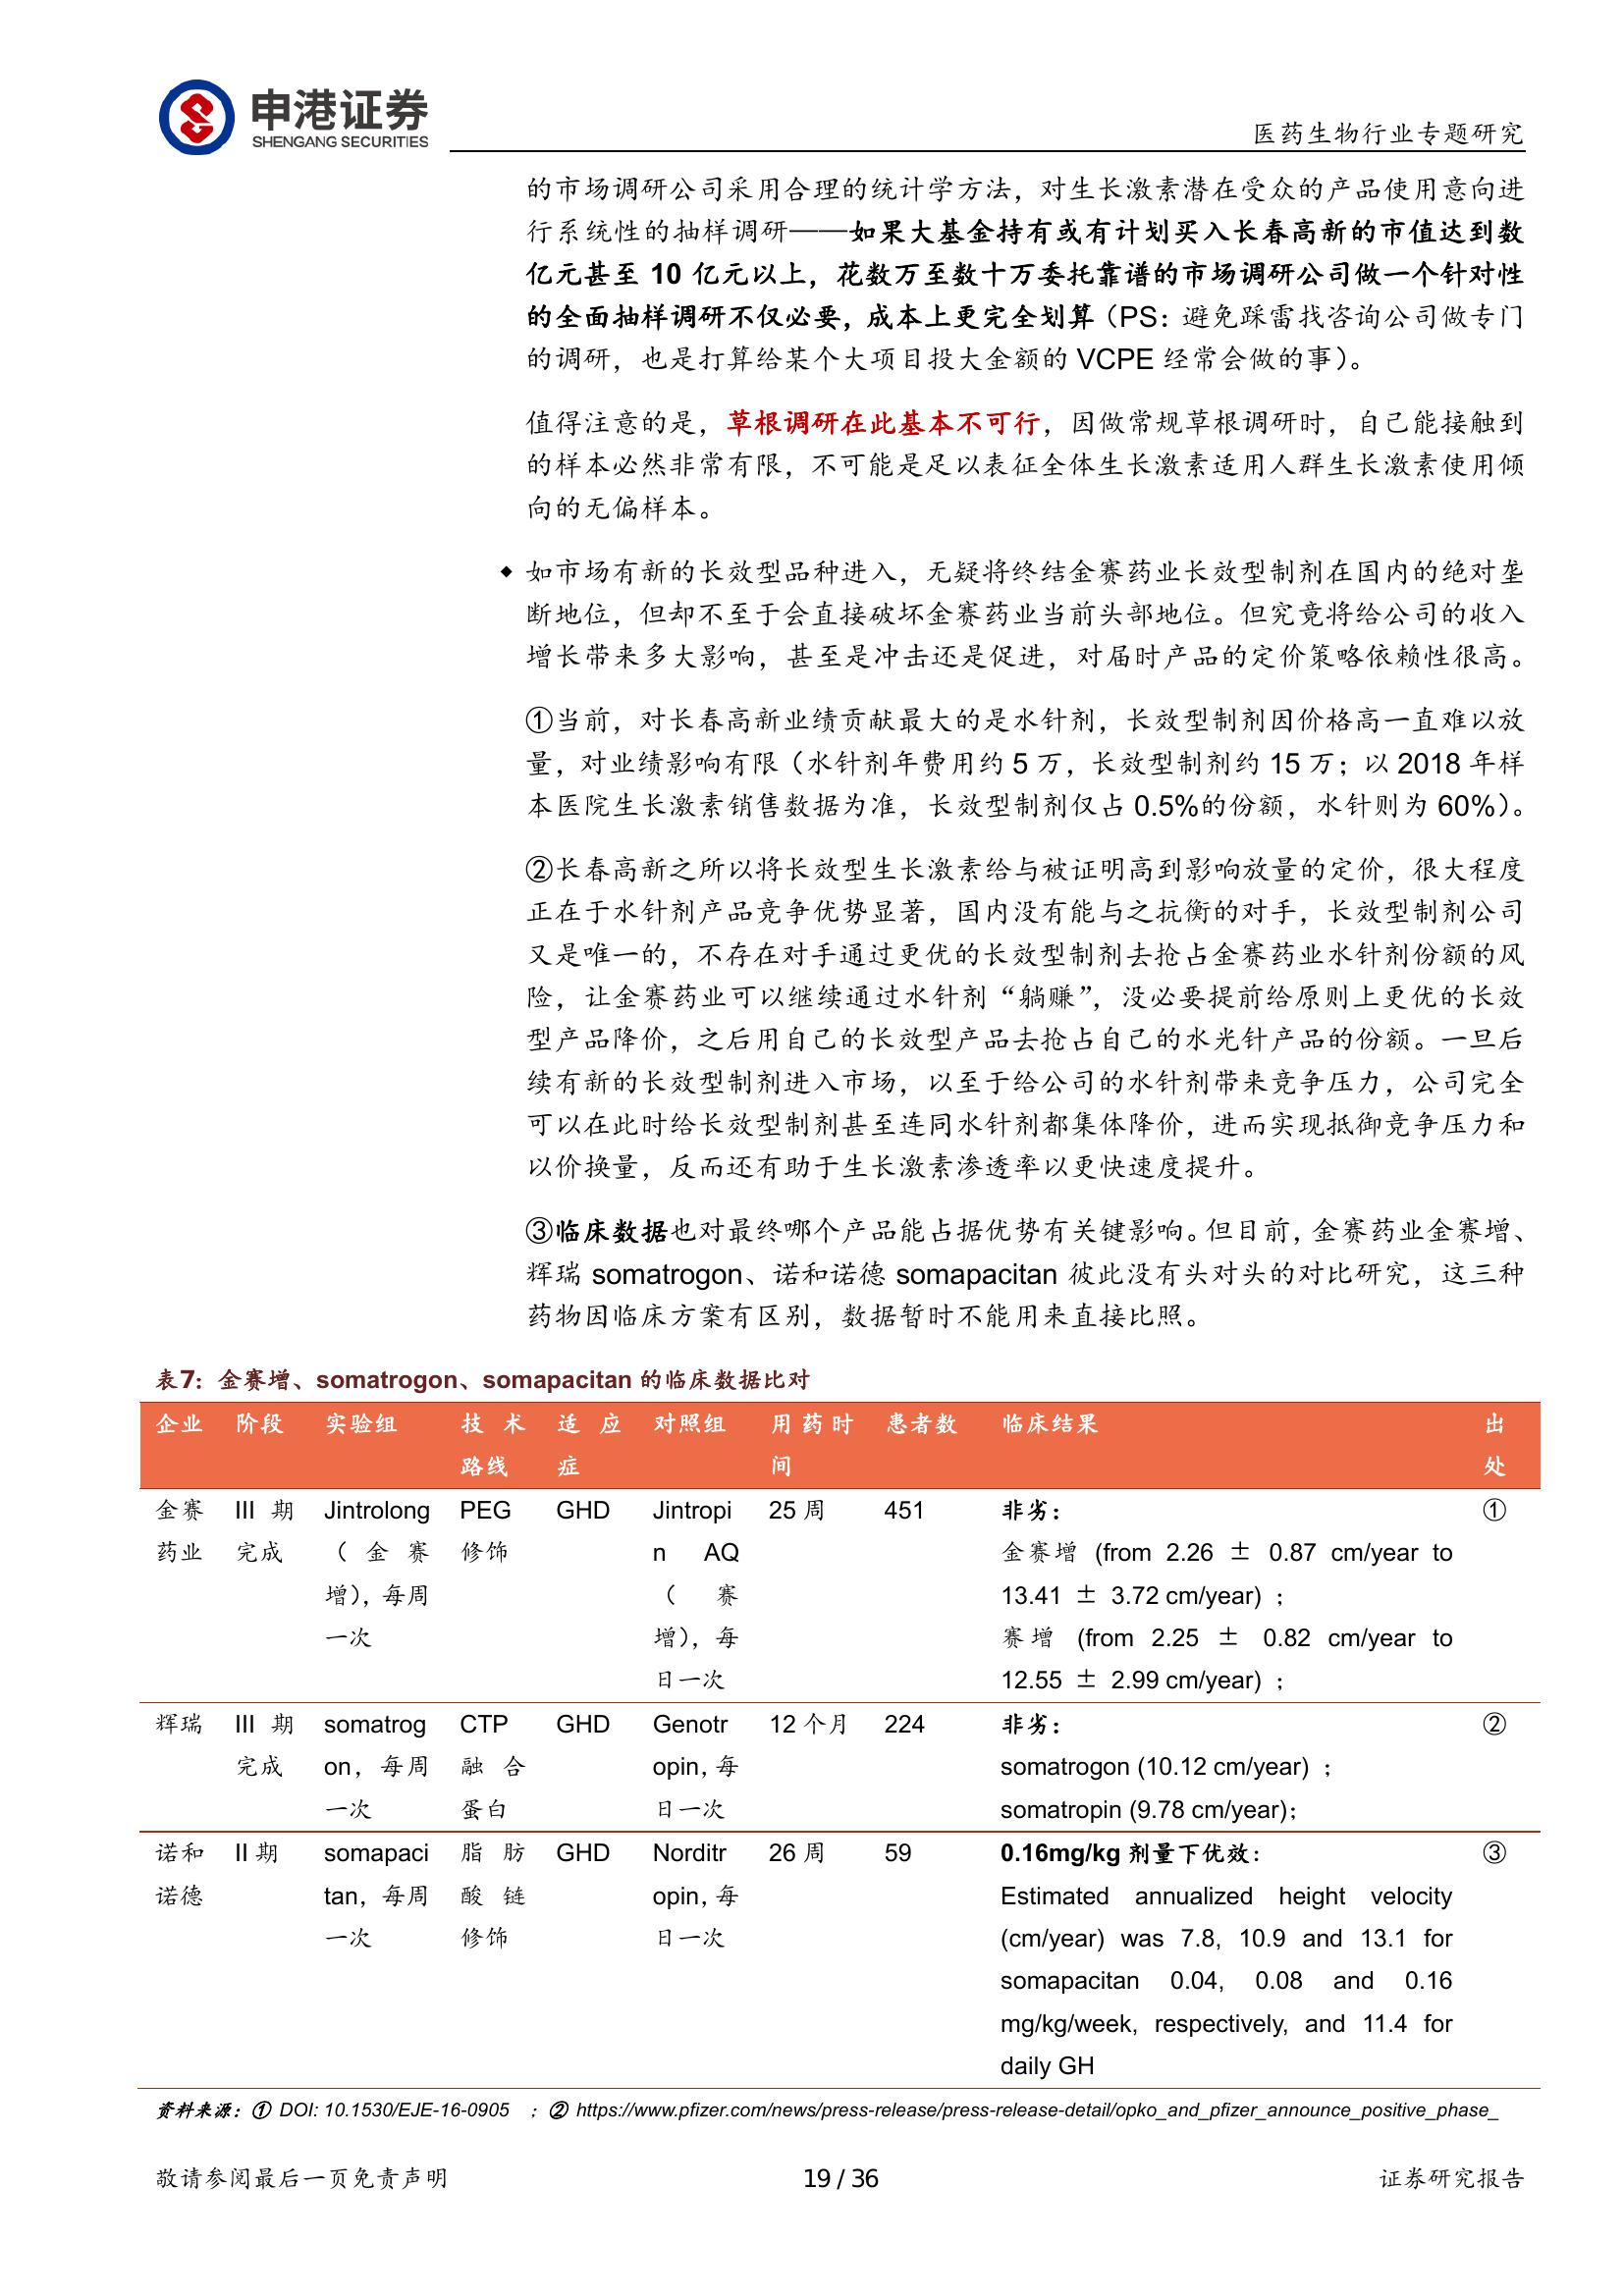 申港证券
SHENGANG SECURITIES
医药生物行业专题研究
的市场调研公司采用合理的统计学方法，对生长激素潜在受众的产品使用意向进
行系统性的抽样调研——如果大基金持有或有计划买入长春高新的市值达到数
亿元甚至 10 亿元以上，花数万至数十万委托靠谱的市场调研公司做一个针对性
的全面抽样调研不仅必要，成本上更完全划算（PS：避免踩雷找咨询公司做专门
的调研，也是打算给某个大项目投大金额的 VCPE 经常会做的事）。
值得注意的是，草根调研在此基本不可行，因做常规草根调研时，自己能接触到
的样本必然非常有限，不可能是足以表征全体生长激素适用人群生长激素使用倾
向的无偏样本。
◆ 如市场有新的长效型品种进入，无疑将终结金赛药业长效型制剂在国内的绝对垄
断地位，但却不至于会直接破坏金赛药业当前头部地位。但究竟将给公司的收入
增长带来多大影响，甚至是冲击还是促进，对届时产品的定价策略依赖性很高。
①当前，对长春高新业绩贡献最大的是水针剂，长效型制剂因价格高一直难以放
量，对业绩影响有限（水针剂年费用约 5 万，长效型制剂约 15 万；以 2018 年样
本医院生长激素销售数据为准，长效型制剂仅占 0.5%的份额，水针则为 60%）。
②长春高新之所以将长效型生长激素给与被证明高到影响放量的定价，很大程度
正在于水针剂产品竞争优势显著，国内没有能与之抗衡的对手，长效型制剂公司
又是唯一的，不存在对手通过更优的长效型制剂去抢占金赛药业水针剂份额的风
险，让金赛药业可以继续通过水针剂“躺赚”，没必要提前给原则上更优的长效
型产品降价，之后用自己的长效型产品去抢占自己的水光针产品的份额。一旦后
续有新的长效型制剂进入市场，以至于给公司的水针剂带来竞争压力，公司完全
可以在此时给长效型制剂甚至连同水针剂都集体降价，进而实现抵御竞争压力和
以价换量，反而还有助于生长激素渗透率以更快速度提升。
③临床数据也对最终哪个产品能占据优势有关键影响。但目前，金赛药业金赛增、
辉瑞 somatrogon、诺和诺德 somapacitan 彼此没有头对头的对比研究，这三种
药物因临床方案有区别，数据暂时不能用来直接比照。
表7：金赛增、somatrogon、somapacitan 的临床数据比对
企业 阶段 实验组 技术 适应 对照组 用药时 患者数 临床结果 出
路线 症 间 处
金赛 III 期 Jintrolong PEG GHD Jintropi 25 周 451 非劣： ①
药业 完成 （金赛 修饰 n AQ 金赛增 (from 2.26 ± 0.87 cm/year to
增），每周 （赛 13.41 ± 3.72 cm/year) ；
一次 增），每 赛增 (from 2.25 ± 0.82 cm/year to
日一次 12.55 ± 2.99 cm/year) ；
辉瑞 III 期 somatrog CTP GHD Genotr 12 个月 224 非劣： ②
完成 on，每周 融合 opin，每 somatrogon (10.12 cm/year) ；
一次 蛋白 日一次 somatropin (9.78 cm/year)；
诺和 II 期 somapaci 脂肪 GHD Norditr 26 周 59 0.16mg/kg 剂量下优效： ③
诺德 tan，每周 酸链 opin，每 Estimated annualized height velocity
一次 修饰 日一次 (cm/year) was 7.8, 10.9 and 13.1 for
somapacitan 0.04, 0.08 and 0.16
mg/kg/week, respectively, and 11.4 for
daily GH
资料来源：① DOI: 10.1530/EJE-16-0905 ；② https://www.pfizer.com/news/press-release/press-release-detail/opko_and_pfizer_announce_positive_phase_
敬请参阅最后一页免责声明 19 / 36 证券研究报告